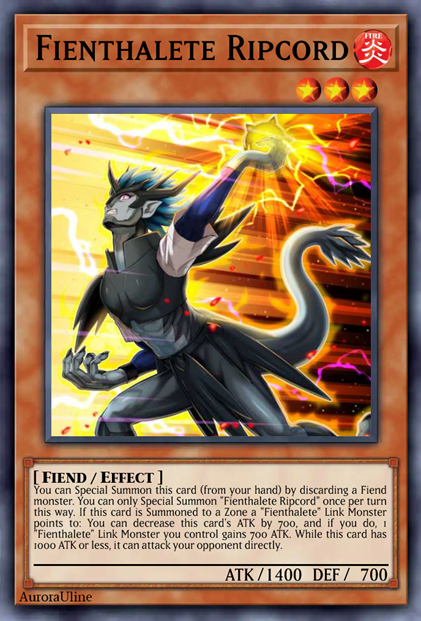 Fienthalete Ripcord
FIRE
炎
[ Fiend / Effect ]
You can Special Summon this card (from your hand) by discarding a Fiend
monster. You can only Special Summon "Fienthalete Ripcord" once per turn
this way. If this card is Summoned to a Zone a "Fienthalete" Link Monster
points to: You can decrease this card's ATK by 700, and if you do, 1
"Fienthalete" Link Monster you control gains 700 ATK. While this card has
1000 ATK or less, it can attack your opponent directly.
ATK / 1400 DEF / 700
AuroraUline